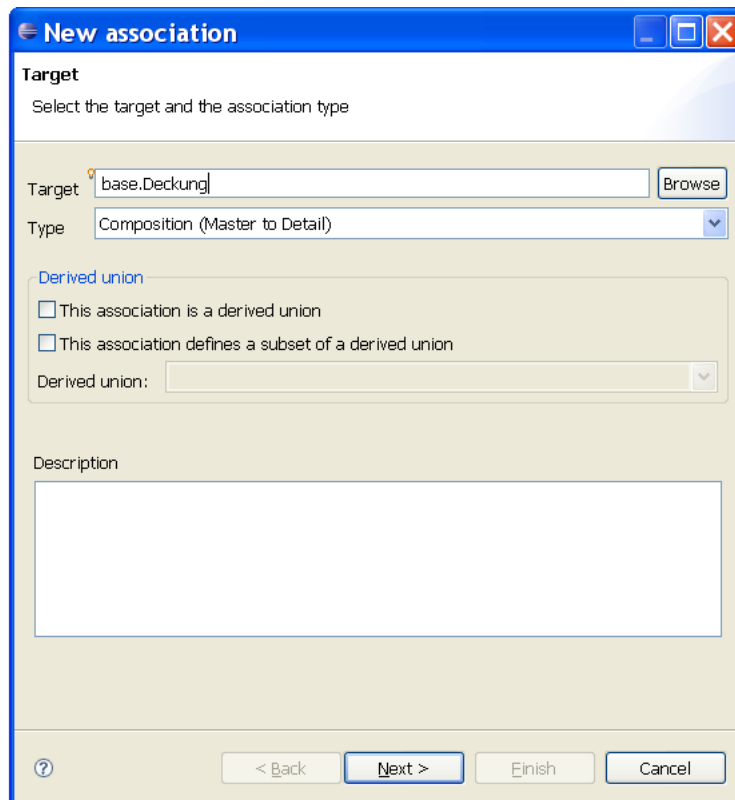 New association
Target
Select the target and the association type
Target base.Deckung Browse
Type Composition (Master to Detail)
Derived union
This association is a derived union
This association defines a subset of a derived union
Derived union:
Description
? < Back Next > Finish Cancel